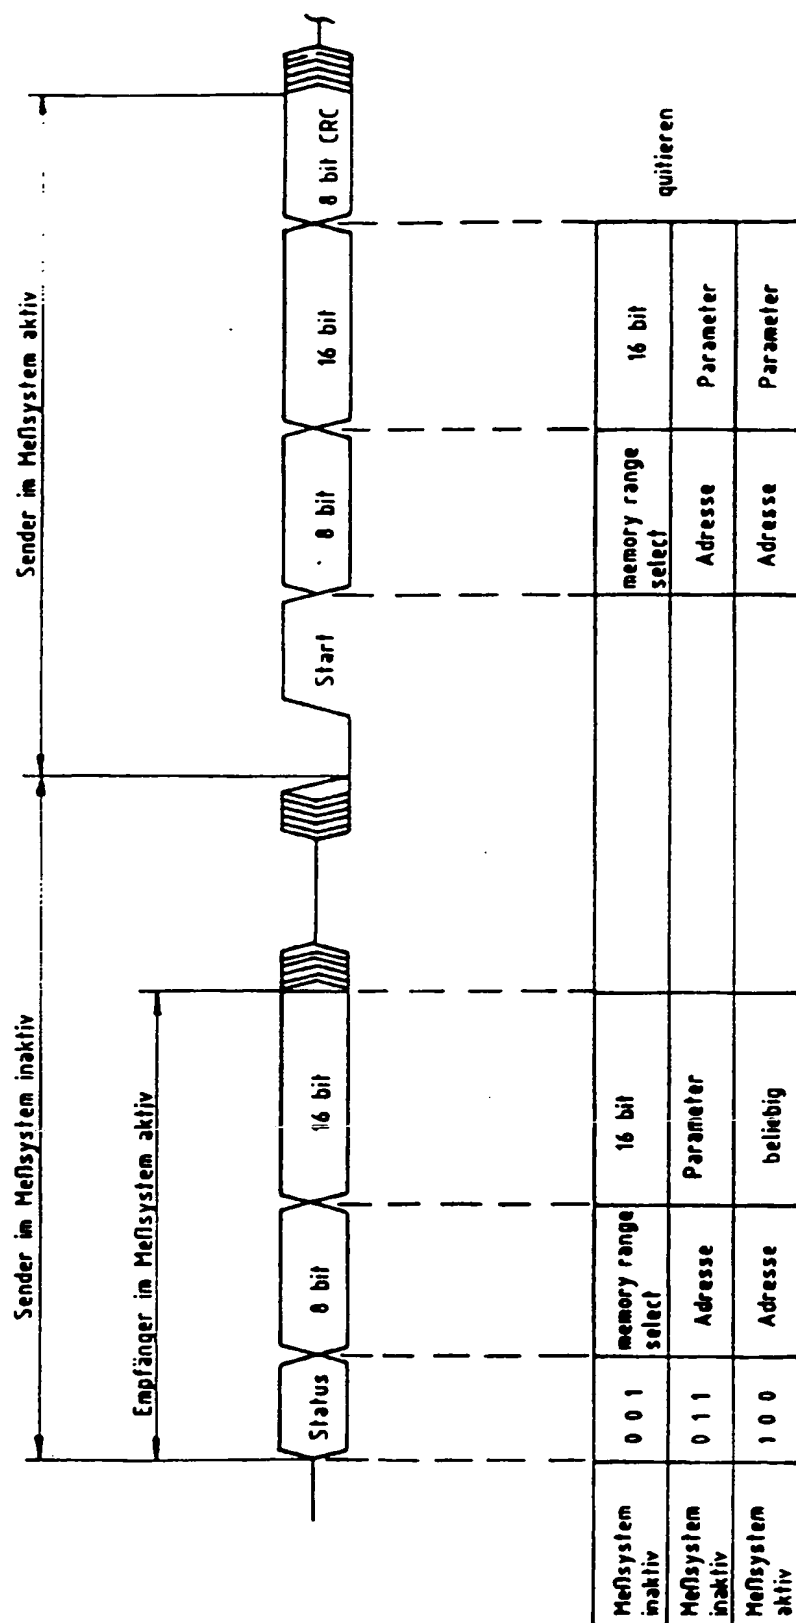 Sender im Meßsystem inaktiv
Sender im Meßsystem aktiv
Empfänger im Meßsystem aktiv
Status
8 bit
16 bit
Start
8 bit
16 bit
8 bit CRC
Meßsystem
inaktiv
0 0 1
memory range
select
16 bit
memory range
select
16 bit
quitieren
Meßsystem
inaktiv
0 1 1
Adresse
Parameter
Adresse
Parameter
Meßsystem
aktiv
1 0 0
Adresse
beliebig
Adresse
Parameter